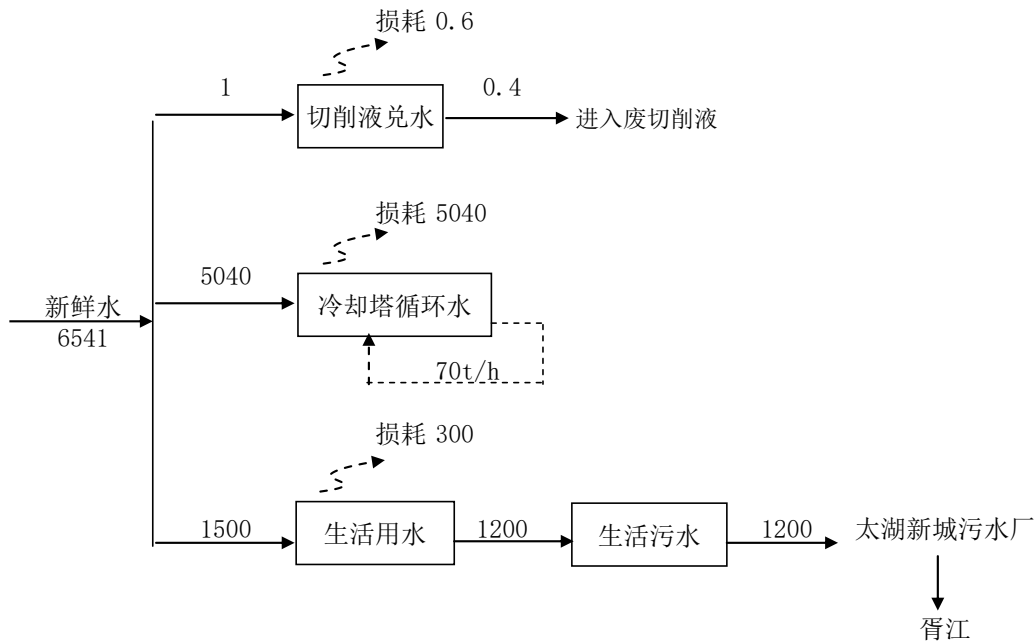 损耗 0.6
1
0.4
切削液兑水
进入废切削液
损耗 5040
5040
冷却塔循环水
新鲜水
6541
70t/h
损耗 300
1500
生活用水
1200
生活污水
1200
太湖新城污水厂
胥江